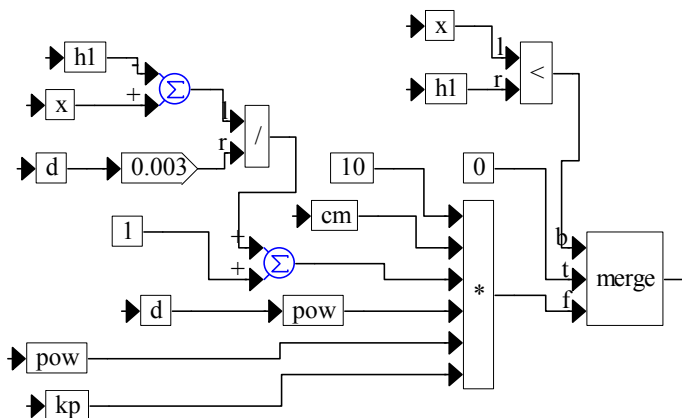 x
l
h1
-
<
h1
r
x
+
Σ
l
/
r
d
0.003
10
0
cm
1
+
b
+
Σ
merge
t
*
d
pow
f
pow
kp